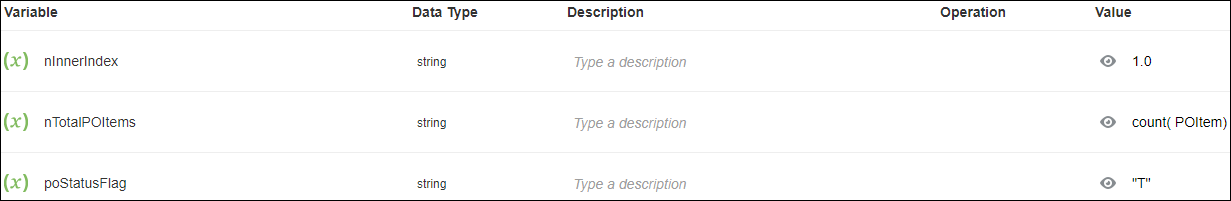 Variable Data Type Description Operation Value
(x) nInnerIndex string Type a description 1.0
(x) nTotalPOItems string Type a description count( POItem)
(x) poStatusFlag string Type a description "T"